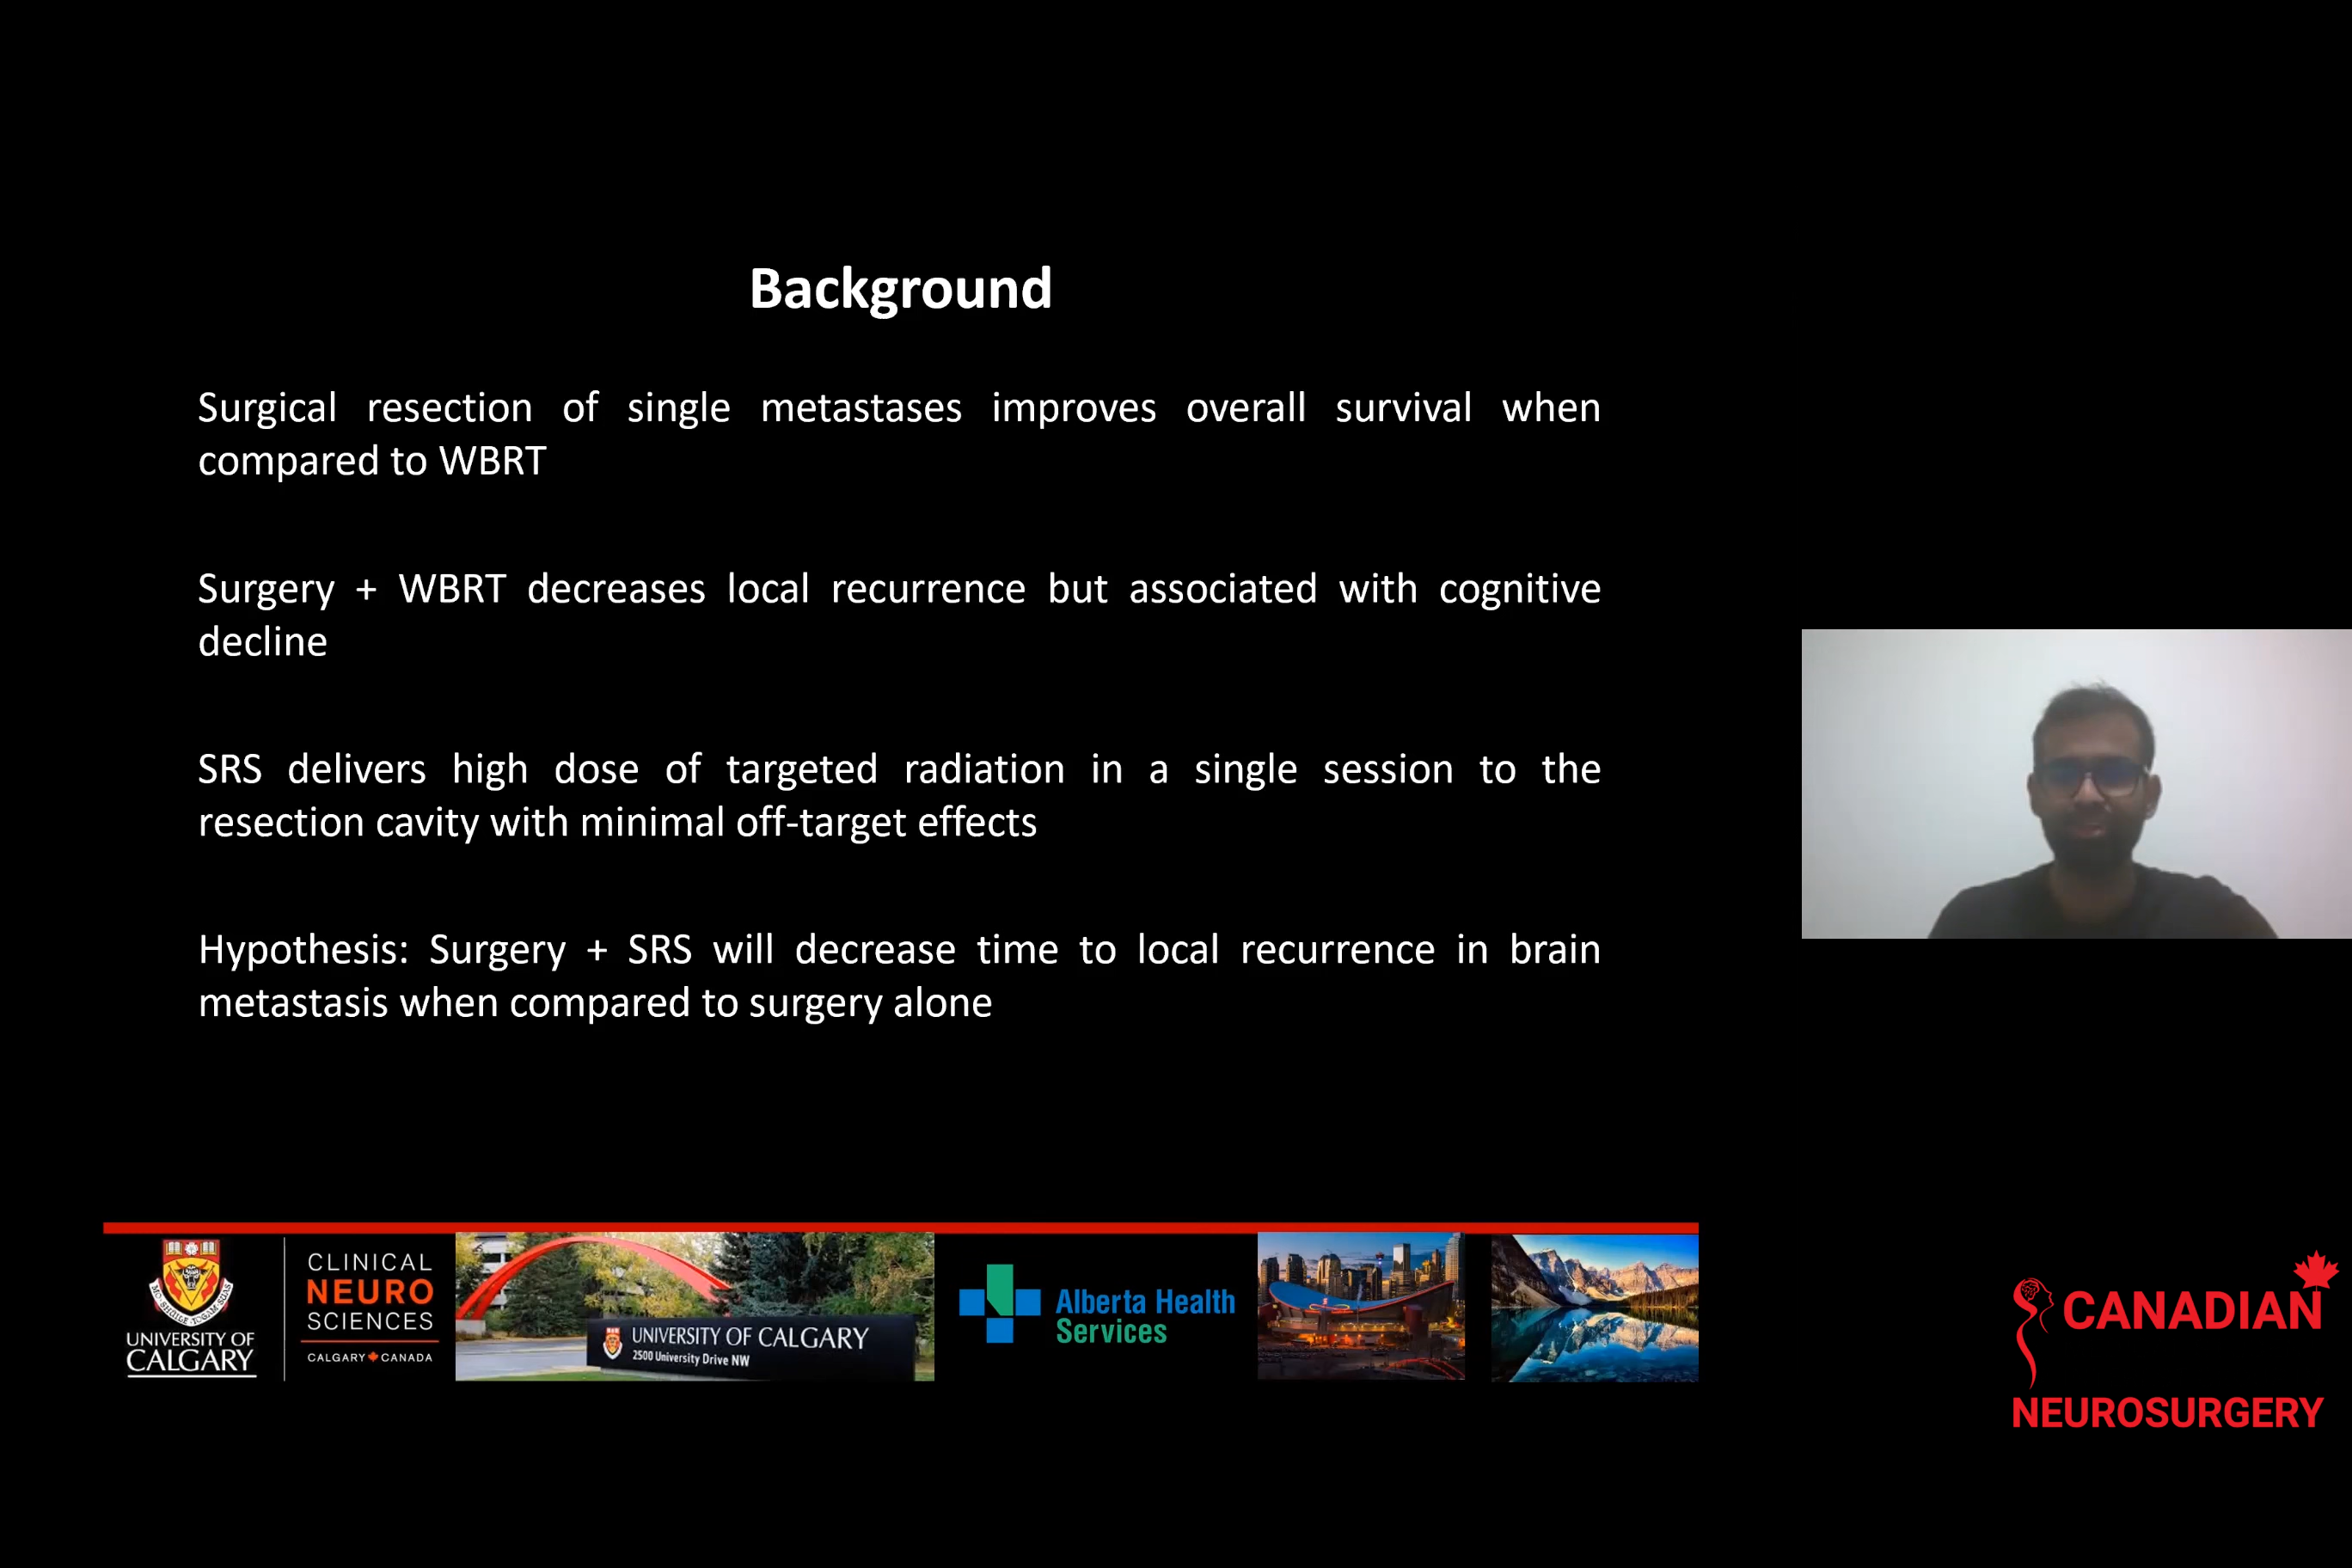 Background
Surgical resection of single metastases improves overall survival when
compared to WBRT
Surgery + WBRT decreases local recurrence but associated with cognitive
decline
SRS delivers high dose of targeted radiation in a single session to the
resection cavity with minimal off-target effects
Hypothesis: Surgery + SRS will decrease time to local recurrence in brain
metastasis when compared to surgery alone
UNIVERSITY OF
CALGARY
CLINICAL
NEURO
SCIENCES
CALGARY CANADA
UNIVERSITY OF CALGARY
2500 University Drive NW
Alberta Health
Services
CANADIAN
NEUROSURGERY